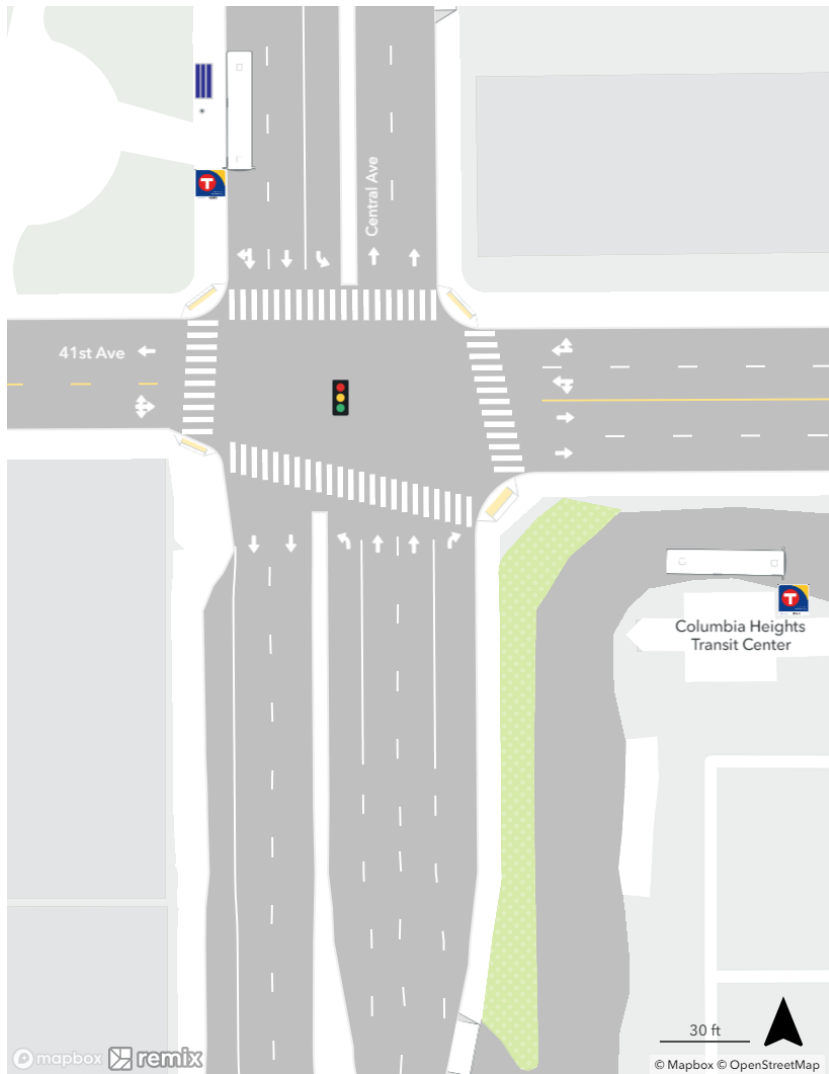 Central Ave
41st Ave
T
T
Columbia Heights
Transit Center
30 ft
mapbox remix
© Mapbox © OpenStreetMap